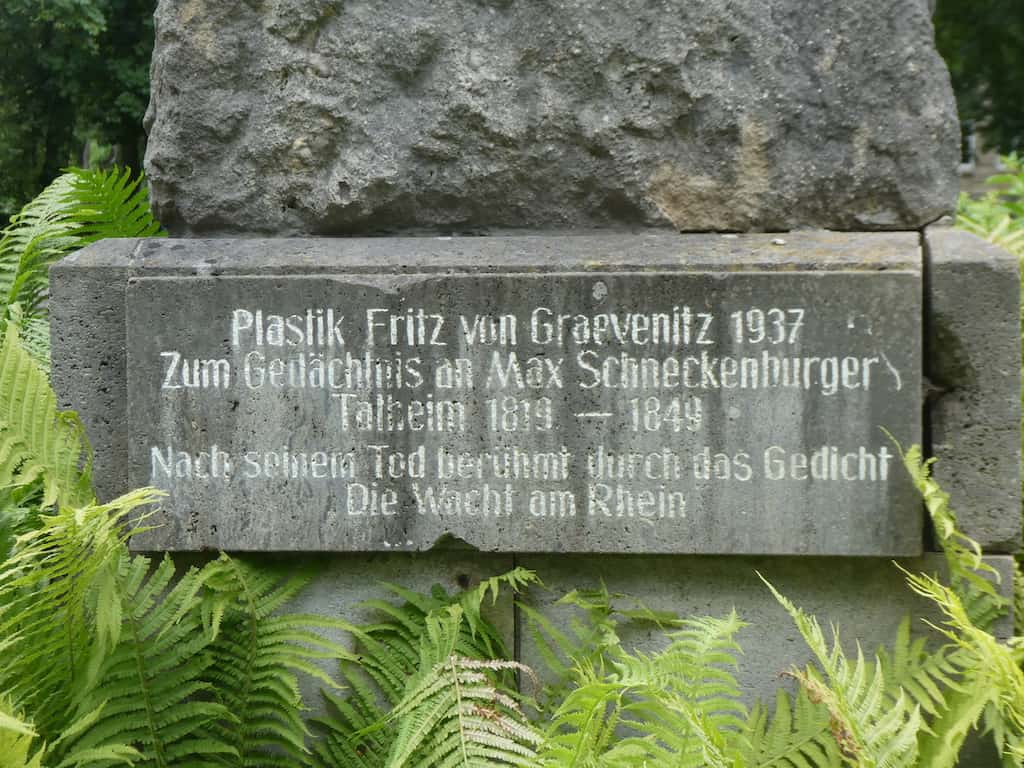 Plastik Fritz von Graevenitz 1937
Zum Gedächtnis an Max Schneckenburger
Talheim 1819 — 1849
Nach seinem Tod berühmt durch das Gedicht
Die Wacht am Rhein